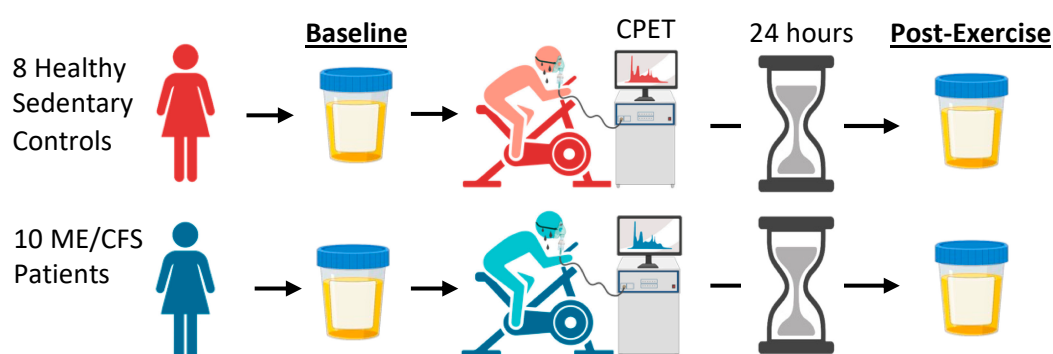 Baseline
CPET
24 hours
Post-Exercise
8 Healthy
Sedentary
Controls
10 ME/CFS
Patients